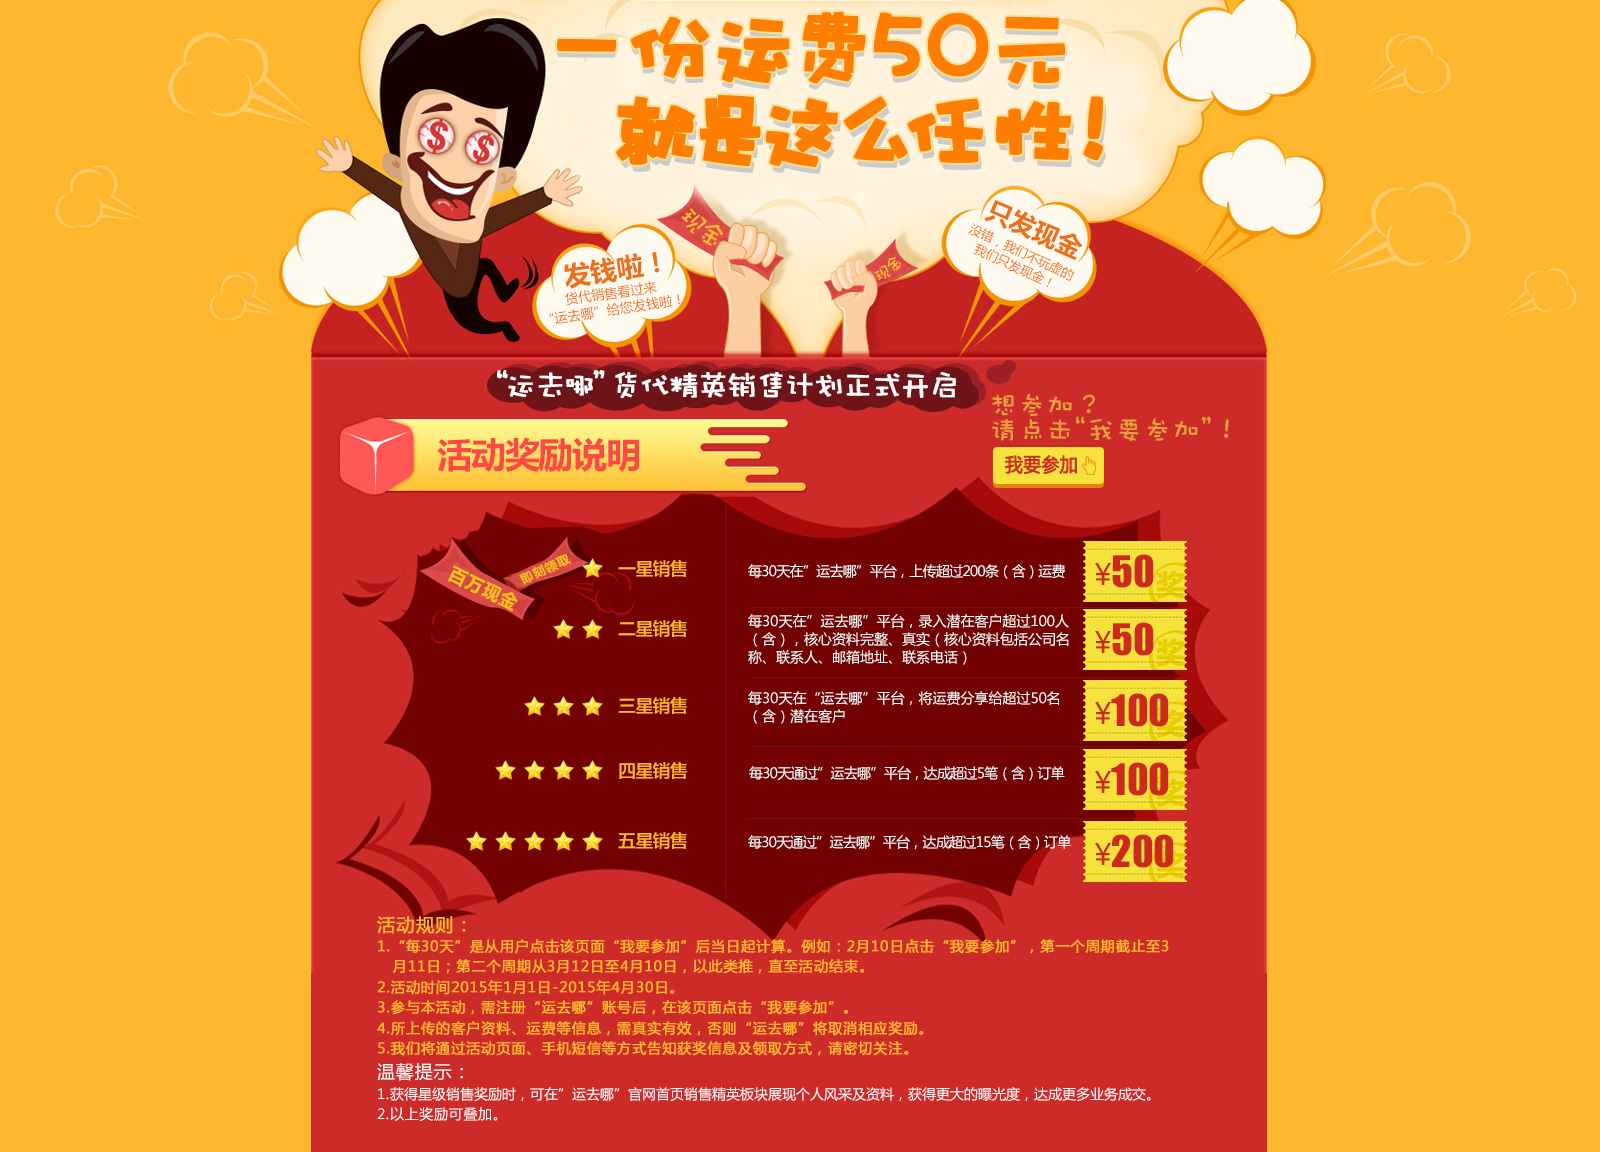 一份运费50元
就是这么任性！
现金
现金
只发现金
没错，我们不玩虚的
我们只发现金！
发钱啦！
货代销售看过来
“运去哪”给您发钱啦！
“运去哪”货代精英销售计划正式开启
想参加？
请点击“我要参加”！
我要参加
活动奖励说明
百万现金
即刻领取
一星销售
每30天在”运去哪”平台，上传超过200条（含）运费
¥50
二星销售
每30天在”运去哪”平台，录入潜在客户超过100人
（含），核心资料完整、真实（核心资料包括公司名
称、联系人、邮箱地址、联系电话）
¥50
三星销售
每30天在“运去哪”平台，将运费分享给超过50名
（含）潜在客户
¥100
四星销售
每30天通过”运去哪”平台，达成超过5笔（含）订单
¥100
五星销售
每30天通过”运去哪”平台，达成超过15笔（含）订单
¥200
活动规则：
1.“每30天”是从用户点击该页面“我要参加”后当日起计算。例如：2月10日点击“我要参加”，第一个周期截止至3
月11日；第二个周期从3月12日至4月10日，以此类推，直至活动结束。
2.活动时间2015年1月1日-2015年4月30日。
3.参与本活动，需注册“运去哪”账号后，在该页面点击“我要参加”。
4.所上传的客户资料、运费等信息，需真实有效，否则“运去哪”将取消相应奖励。
5.我们将通过活动页面、手机短信等方式告知获奖信息及领取方式，请密切关注。
温馨提示：
1.获得星级销售奖励时，可在”运去哪”官网首页销售精英板块展现个人风采及资料，获得更大的曝光度，达成更多业务成交。
2.以上奖励可叠加。